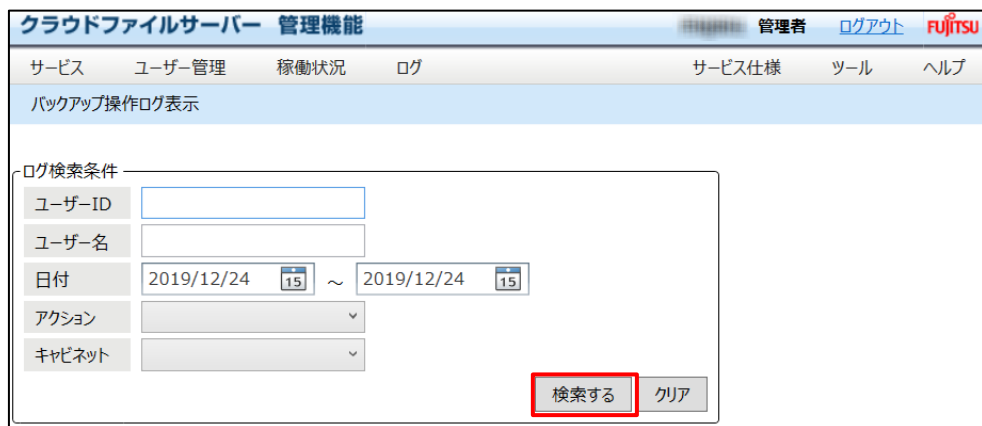 クラウドファイルサーバー 管理機能 管理者 ログアウト FUJITSU
サービス ユーザー管理 稼働状況 ログ サービス仕様 ツール ヘルプ
バックアップ操作ログ表示
ログ検索条件
ユーザーID
ユーザー名
日付 2019/12/24 15 ～ 2019/12/24 15
アクション
キャビネット
検索する クリア